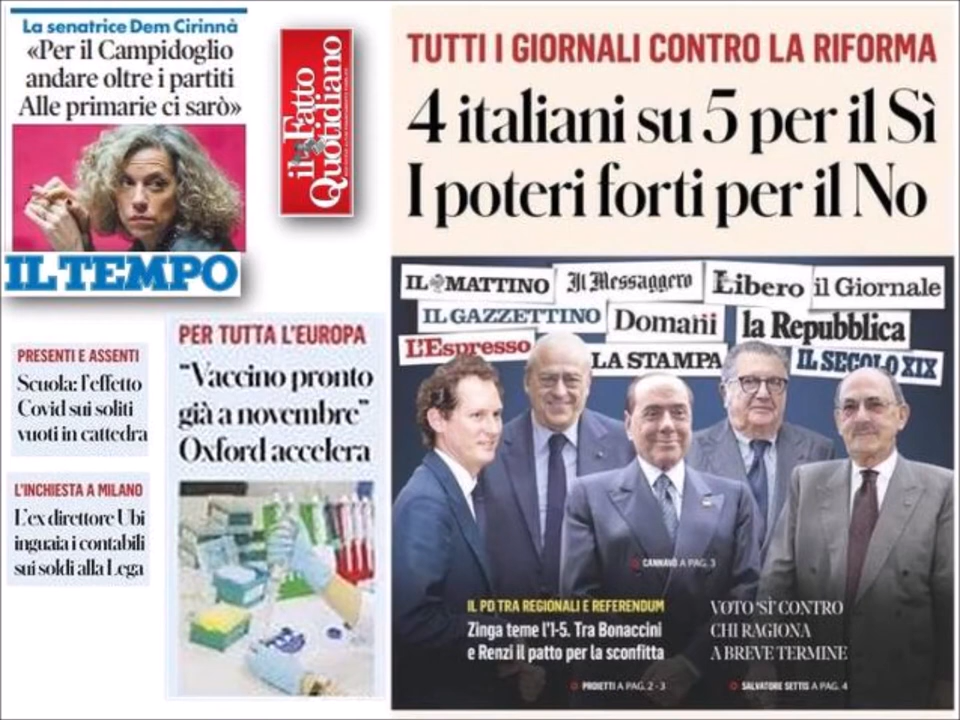 La senatrice Dem Cirinnà
«Per il Campidoglio
andare oltre i partiti
Alle primarie ci sarò»
IL TEMPO
il Fatto
Quotidiano
TUTTI I GIORNALI CONTRO LA RIFORMA
4 italiani su 5 per il Sì
I poteri forti per il No
IL MATTINO
Il Messaggero
Libero
il Giornale
IL GAZZETTINO
Domani
la Repubblica
L'Espresso
LA STAMPA
IL SECOLO XIX
CANNAVÒ A PAG. 3
IL PD TRA REGIONALI E REFERENDUM
Zinga teme l'1-5. Tra Bonaccini
e Renzi il patto per la sconfitta
PROIETTI A PAG. 2 - 3
VOTO 'SÌ' CONTRO
CHI RAGIONA
A BREVE TERMINE
SALVATORE SETTIS A PAG. 4
PRESENTI E ASSENTI
Scuola: l'effetto
Covid sui soliti
vuoti in cattedra
L'INCHIESTA A MILANO
L'ex direttore Ubi
inguaia i contabili
sui soldi alla Lega
PER TUTTA L'EUROPA
"Vaccino pronto
già a novembre"
Oxford accelera